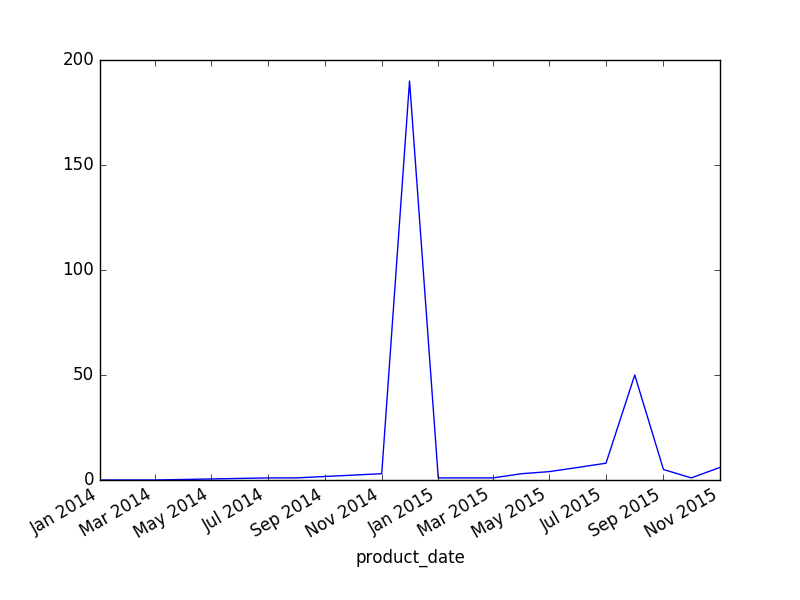 200
150
100
50
0
Jan 2014
Mar 2014
May 2014
Jul 2014
Sep 2014
Nov 2014
Jan 2015
Mar 2015
May 2015
Jul 2015
Sep 2015
Nov 2015
product_date